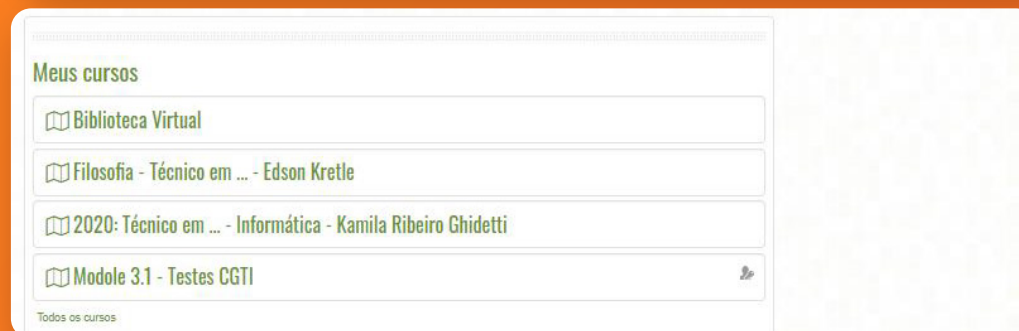 Meus cursos
Biblioteca Virtual
Filosofia - Técnico em ... - Edson Kretle
2020: Técnico em ... - Informática - Kamila Ribeiro Ghidetti
Modole 3.1 - Testes CGTI
Todos os cursos